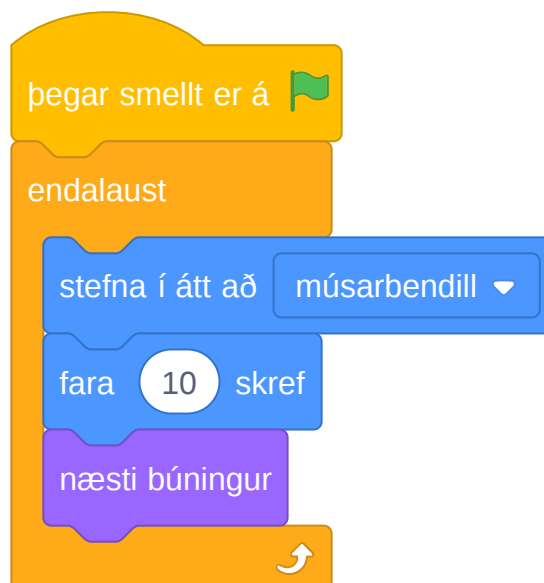 þegar smellt er á
endalaust
stefna í átt að músarbendill
fara 10 skref
næsti búningur